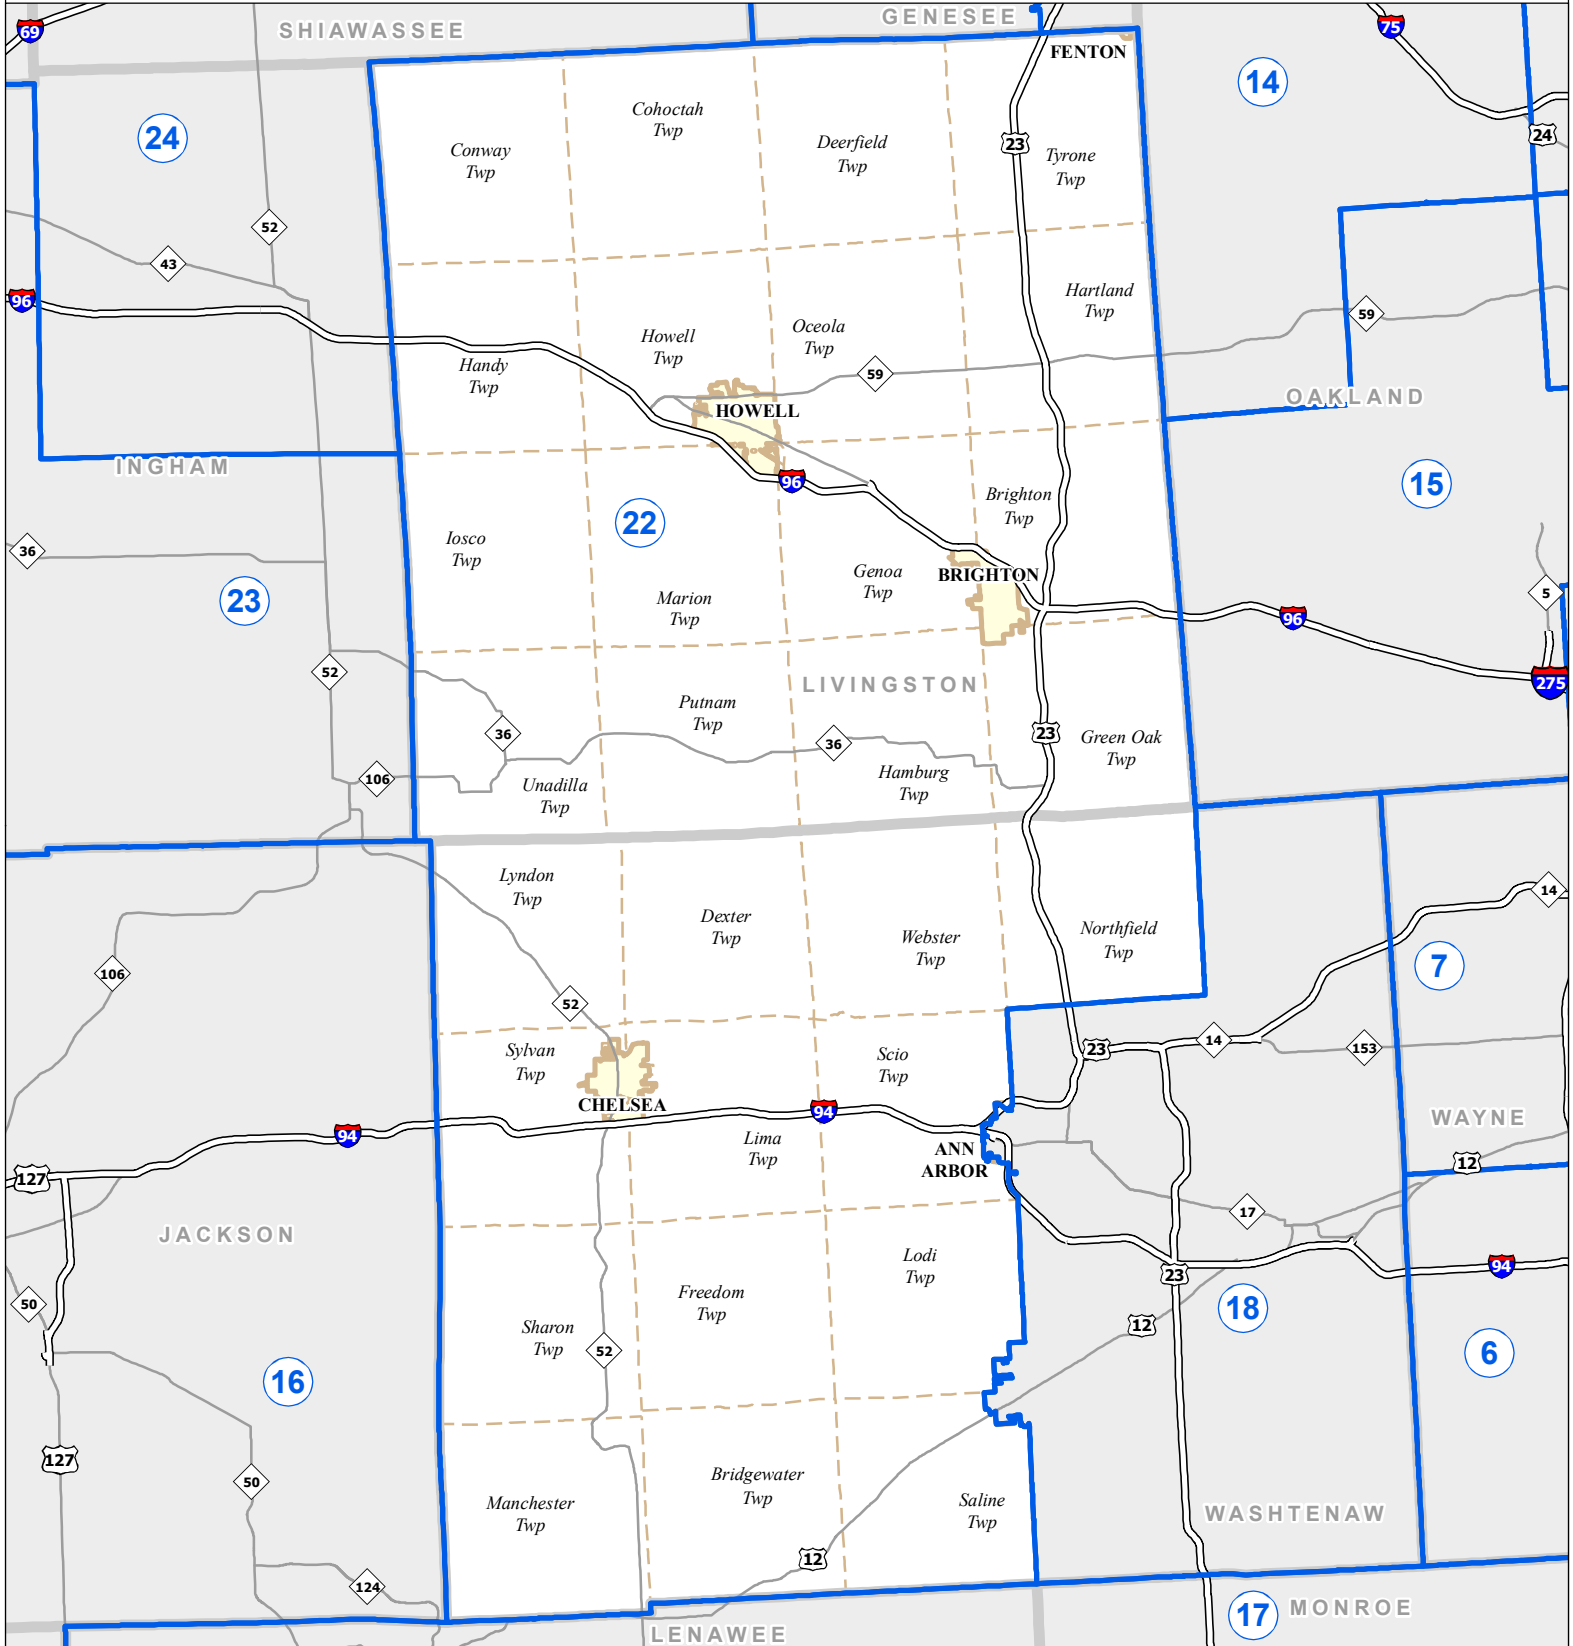 SHIAWASSEE
GENESEE
69
75
FENTON
14
24
24
Cohoctah
Twp
Conway
Twp
Deerfield
Twp
23
Tyrone
Twp
52
43
96
Hartland
Twp
59
Howell
Twp
Oceola
Twp
Handy
Twp
59
OAKLAND
HOWELL
INGHAM
96
15
22
Brighton
Twp
Iosco
Twp
36
BRIGHTON
Genoa
Twp
23
Marion
Twp
5
96
52
LIVINGSTON
275
Putnam
Twp
36
36
23
Green Oak
Twp
106
Unadilla
Twp
Hamburg
Twp
Lyndon
Twp
14
Dexter
Twp
Webster
Twp
Northfield
Twp
7
106
52
Sylvan
Twp
Scio
Twp
23
14
153
CHELSEA
94
94
WAYNE
Lima
Twp
ANN
ARBOR
12
127
17
JACKSON
Lodi
Twp
94
23
50
Freedom
Twp
18
Sharon
Twp
12
52
6
16
127
50
Bridgewater
Twp
Manchester
Twp
Saline
Twp
WASHTENAW
12
124
17
MONROE
LENAWEE